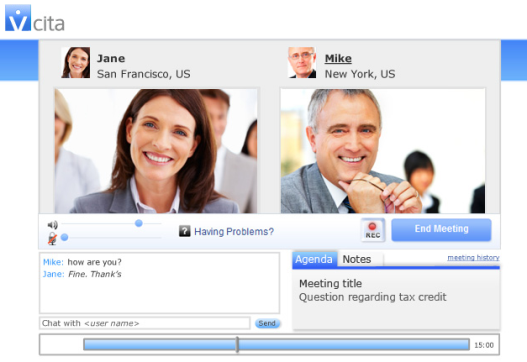 vcita
Jane
San Francisco, US
Mike
New York, US
Having Problems?
REC
End Meeting
Mike: how are you?
Jane: Fine. Thank's
Chat with <user name>
Send
Agenda
Notes
meeting history
Meeting title
Question regarding tax credit
15:00